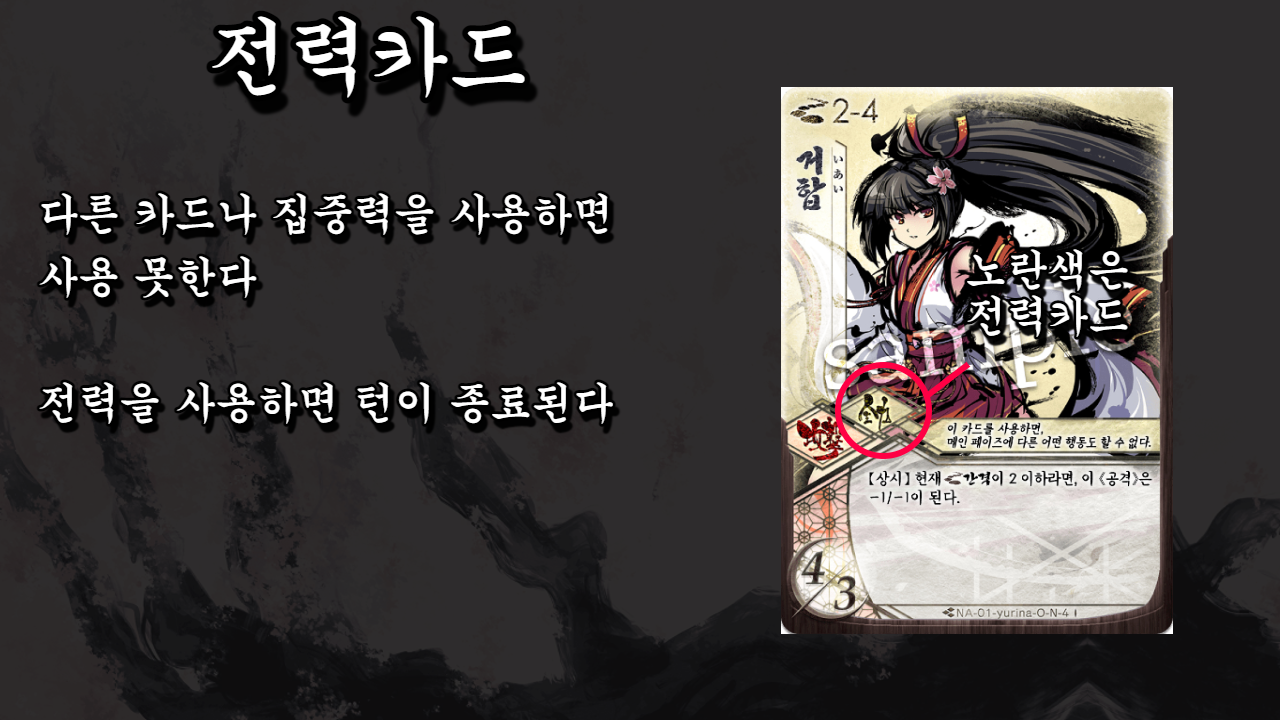 전력카드
다른 카드나 집중력을 사용하면
사용 못한다
전력을 사용하면 턴이 종료된다
2-4
거합
いあい
노란색은
전력카드
sampl
全力
攻撃
이 카드를 사용하면,
메인 페이즈에 다른 어떤 행동도 할 수 없다.
【상시】 현재 간격이 2 이하라면, 이 《공격》은
-1/-1이 된다.
4
3
NA-01-yurina-O-N-4